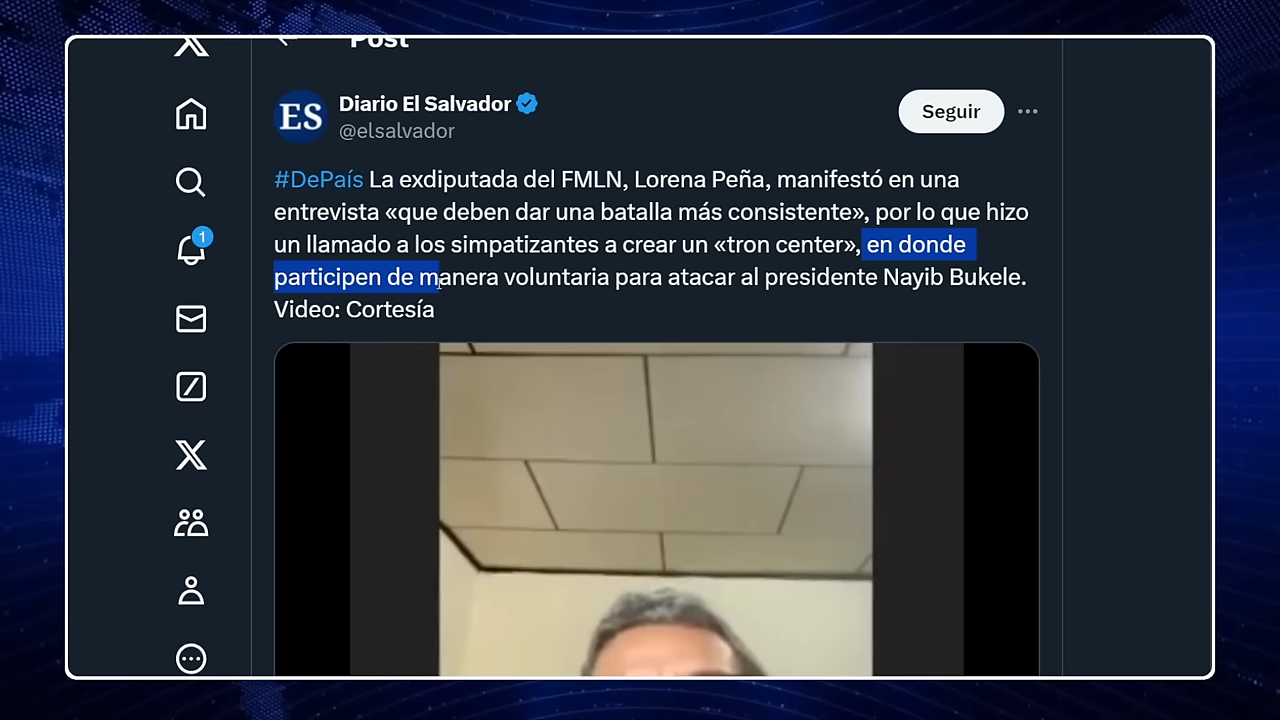 Post
ES
Diario El Salvador
@elsalvador
Seguir
#DePaís La exdiputada del FMLN, Lorena Peña, manifestó en una
entrevista «que deben dar una batalla más consistente», por lo que hizo
un llamado a los simpatizantes a crear un «tron center», en donde
participen de manera voluntaria para atacar al presidente Nayib Bukele.
Video: Cortesía
1